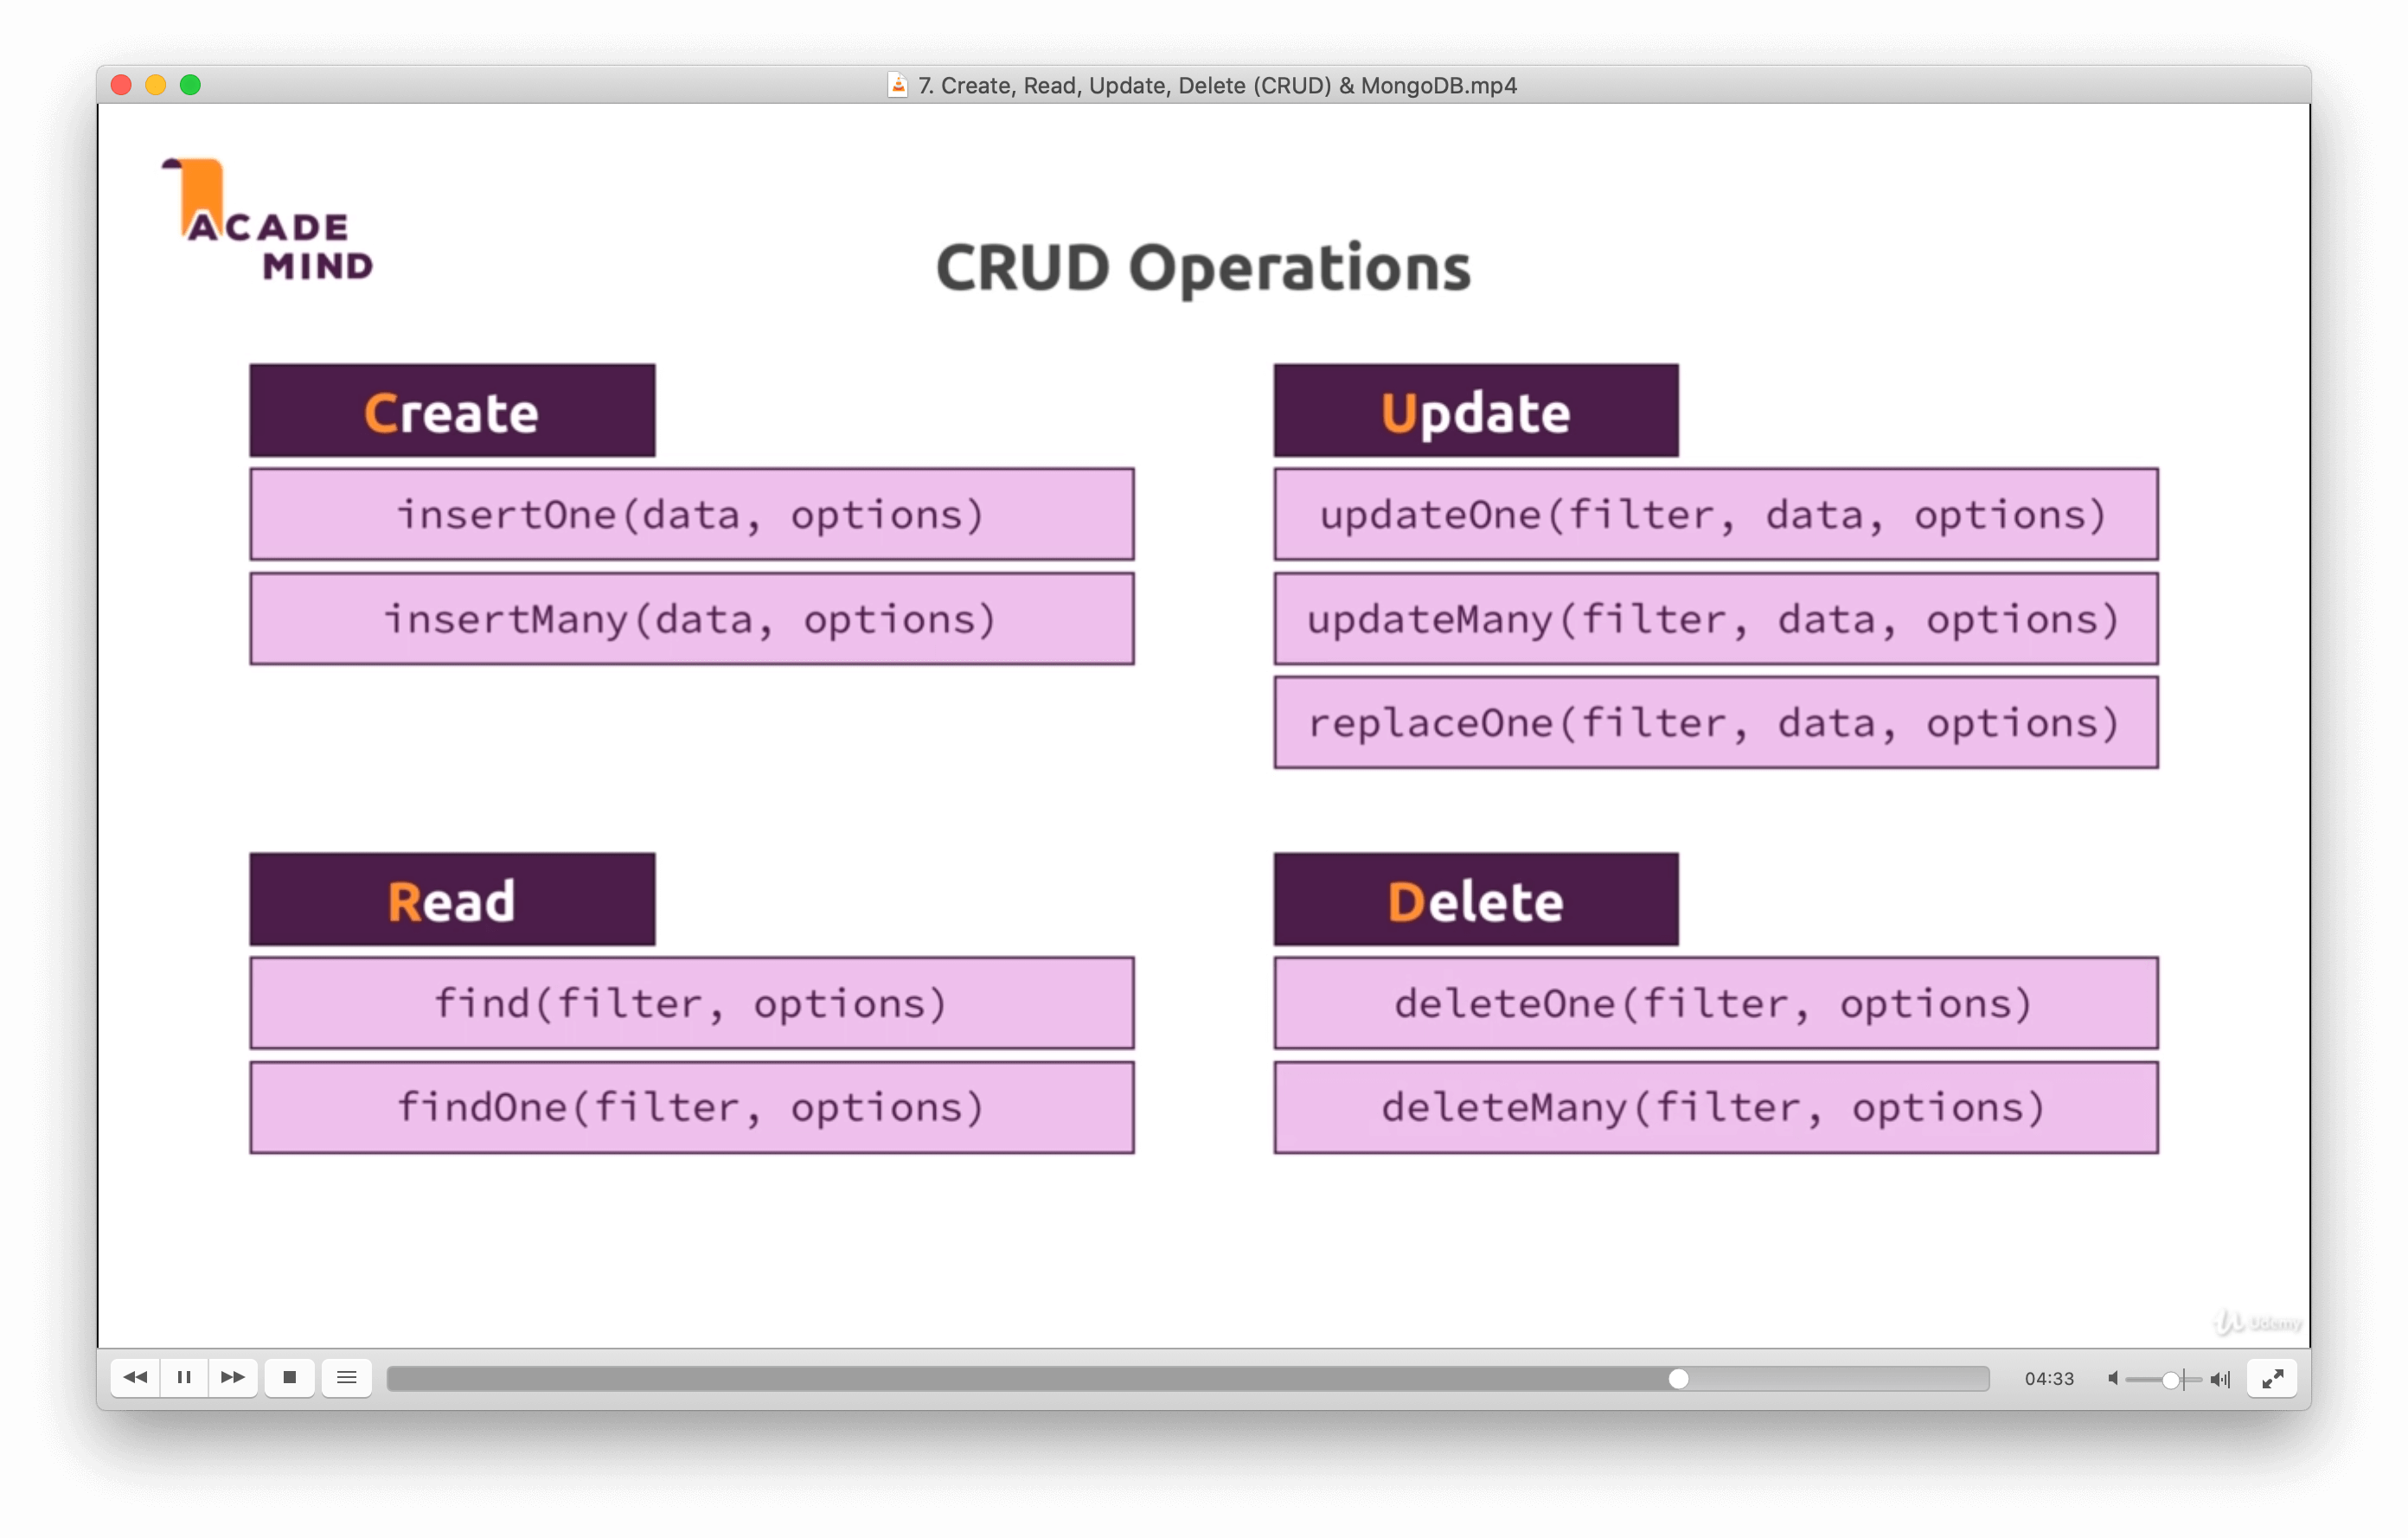 7. Create, Read, Update, Delete (CRUD) & MongoDB.mp4
ACADE
MIND
CRUD Operations
Create
insertOne(data, options)
insertMany(data, options)
Update
updateOne(filter, data, options)
updateMany(filter, data, options)
replaceOne(filter, data, options)
Read
find(filter, options)
findOne(filter, options)
Delete
deleteOne(filter, options)
deleteMany(filter, options)
Udemy
04:33